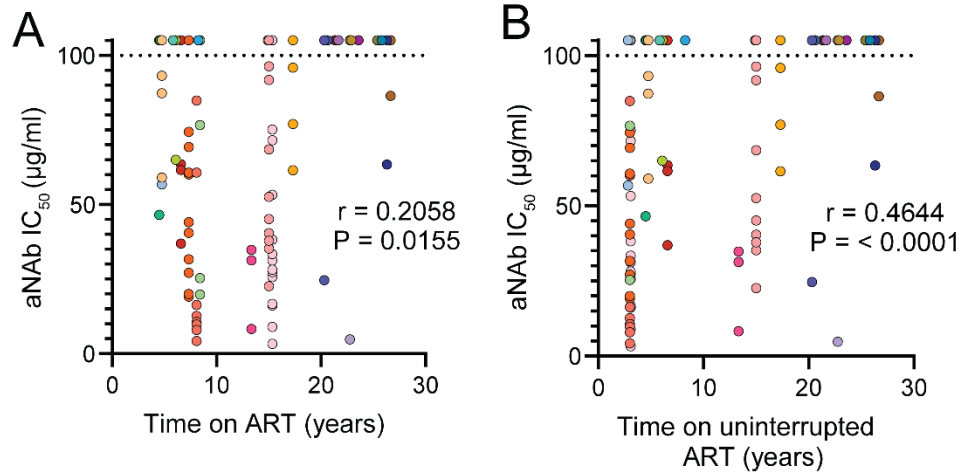 A
aNAb IC₅₀ (µg/ml)
100
50
0
r = 0.2058
P = 0.0155
0 10 20 30
Time on ART (years)
B
aNAb IC₅₀ (µg/ml)
100
50
0
r = 0.4644
P = < 0.0001
0 10 20 30
Time on uninterrupted
ART (years)